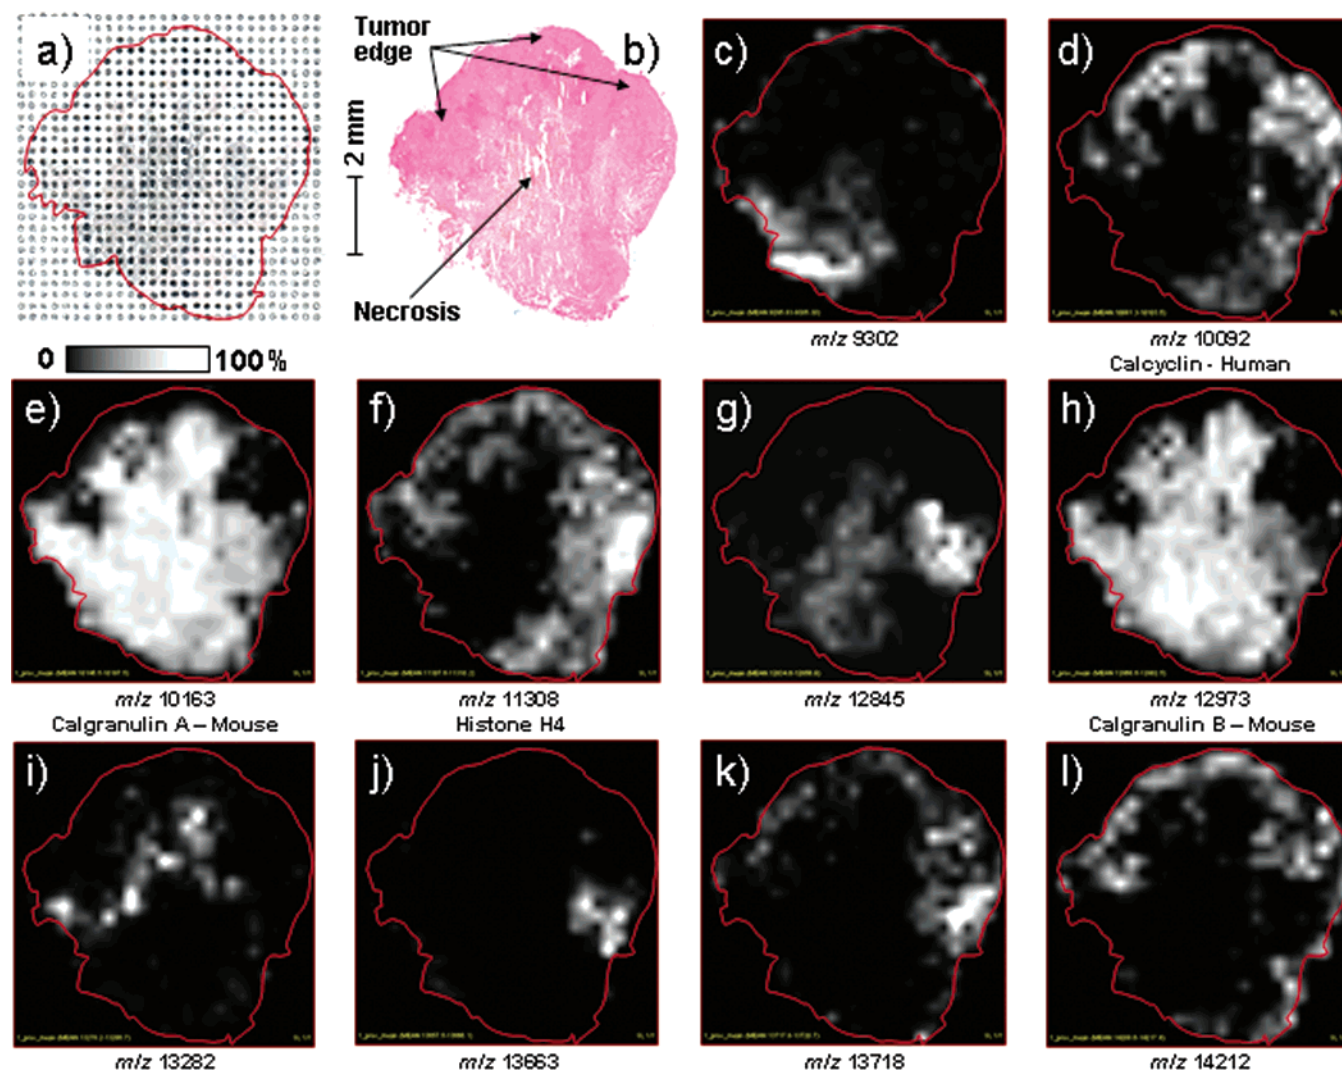 a)
Tumor
edge
b)
2 mm
Necrosis
c)
d)
m/z 9302
m/z 10092
Calcyclin - Human
0
100 %
e)
f)
g)
h)
m/z 10163
m/z 11308
m/z 12845
m/z 12973
Calgranulin A – Mouse
Histone H4
Calgranulin B – Mouse
i)
j)
k)
l)
m/z 13282
m/z 13663
m/z 13718
m/z 14212